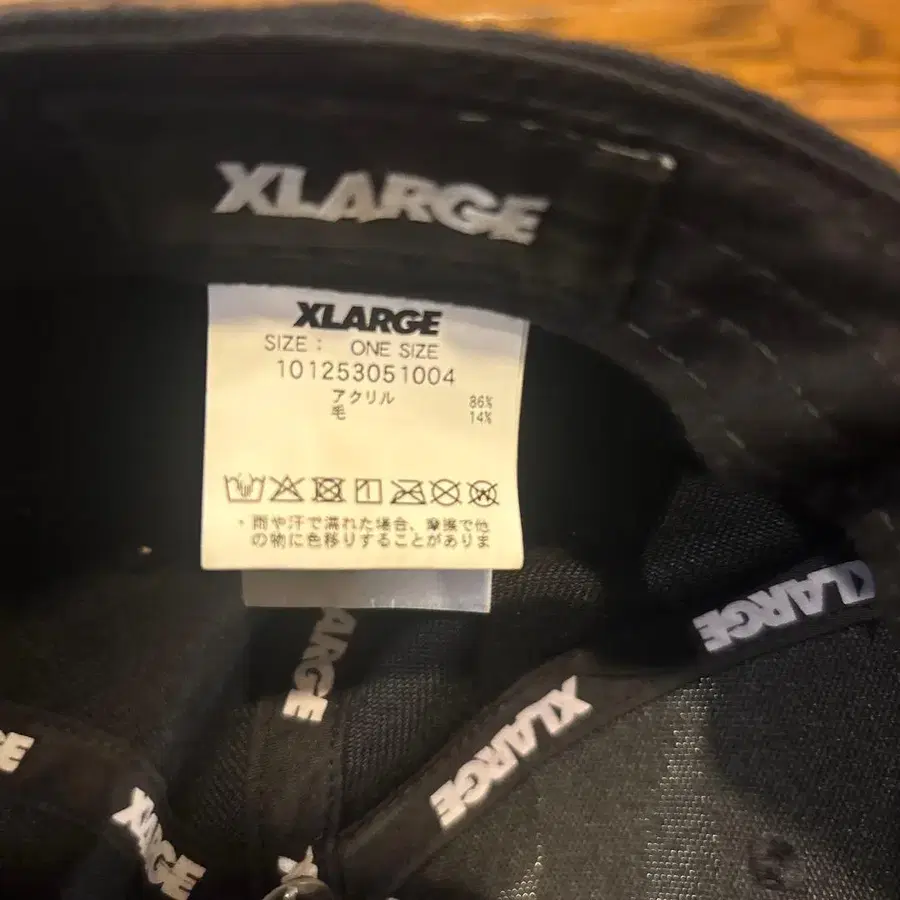 XLARGE
XLARGE
SIZE: ONE SIZE
101253051004
アクリル 86%
毛 14%
・雨や汗で濡れた場合、摩擦で他
の物に色移りすることがありま
XLARGE
ARGE
XLARGE
XLARGE